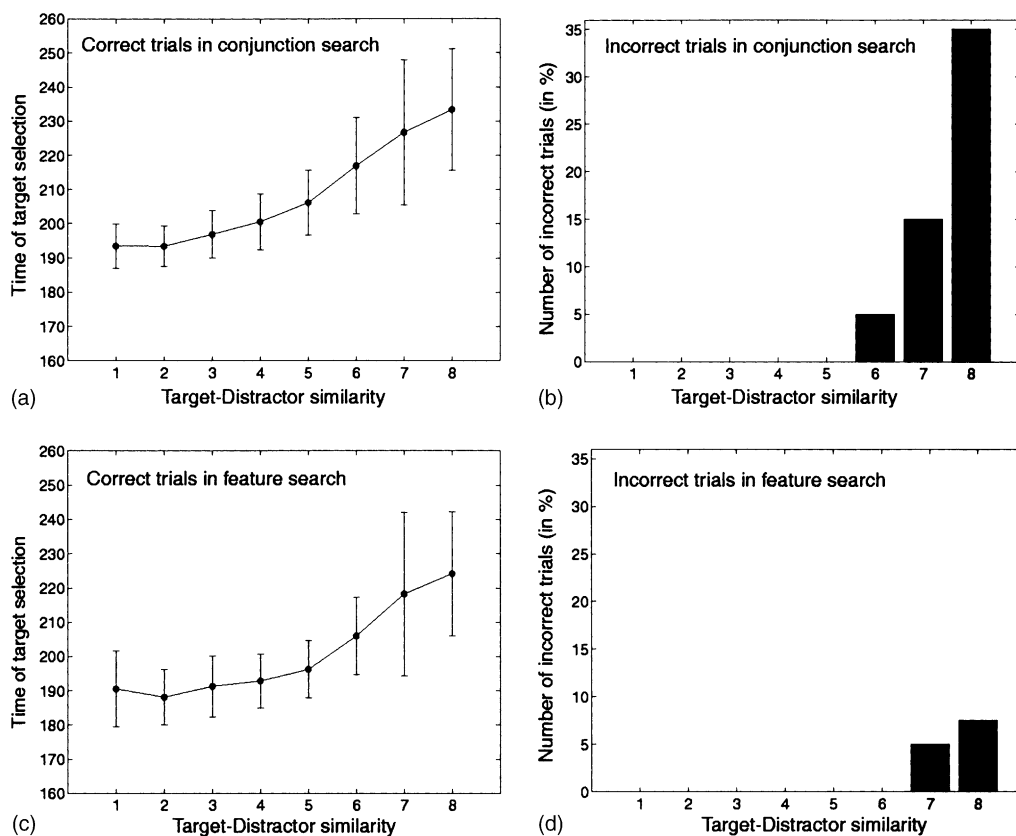 Correct trials in conjunction search
Time of target selection
260
250
240
230
220
210
200
190
180
170
160
1 2 3 4 5 6 7 8
Target-Distractor similarity
(a)
Incorrect trials in conjunction search
Number of incorrect trials (in %)
35
30
25
20
15
10
5
0
1 2 3 4 5 6 7 8
Target-Distractor similarity
(b)
Correct trials in feature search
Time of target selection
260
250
240
230
220
210
200
190
180
170
160
1 2 3 4 5 6 7 8
Target-Distractor similarity
(c)
Incorrect trials in feature search
Number of incorrect trials (in %)
35
30
25
20
15
10
5
0
1 2 3 4 5 6 7 8
Target-Distractor similarity
(d)